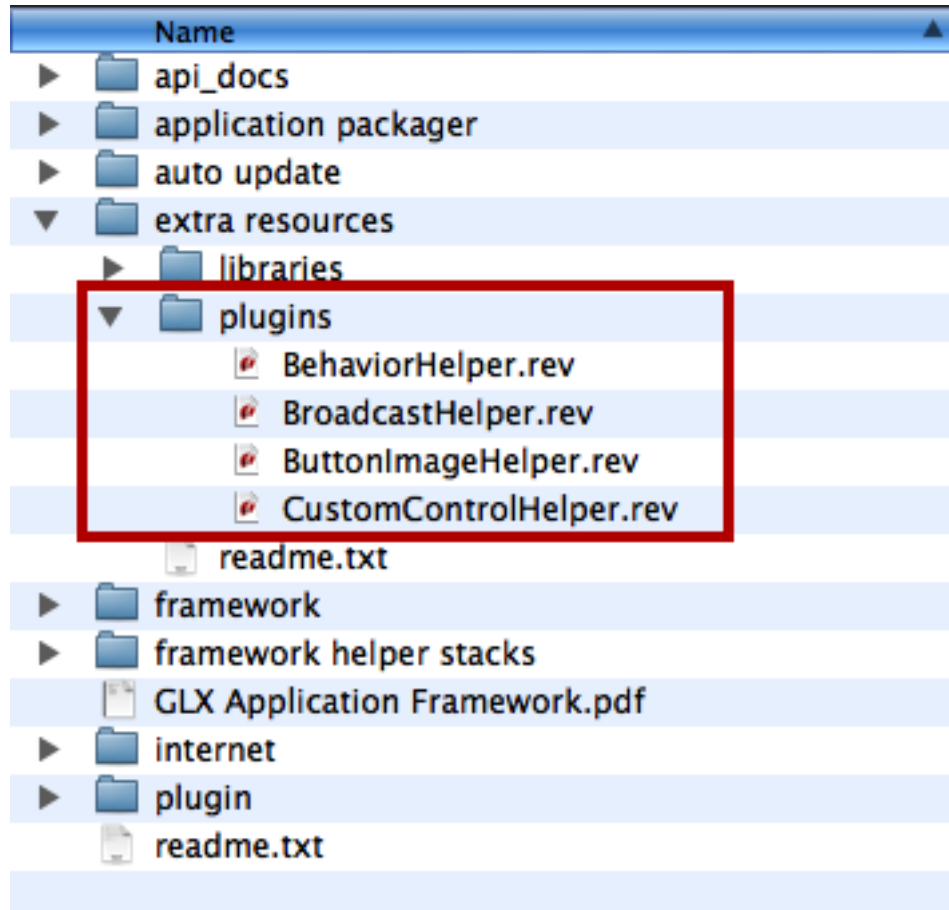 Name
api_docs
application packager
auto update
extra resources
libraries
plugins
BehaviorHelper.rev
BroadcastHelper.rev
ButtonImageHelper.rev
CustomControlHelper.rev
readme.txt
framework
framework helper stacks
GLX Application Framework.pdf
internet
plugin
readme.txt